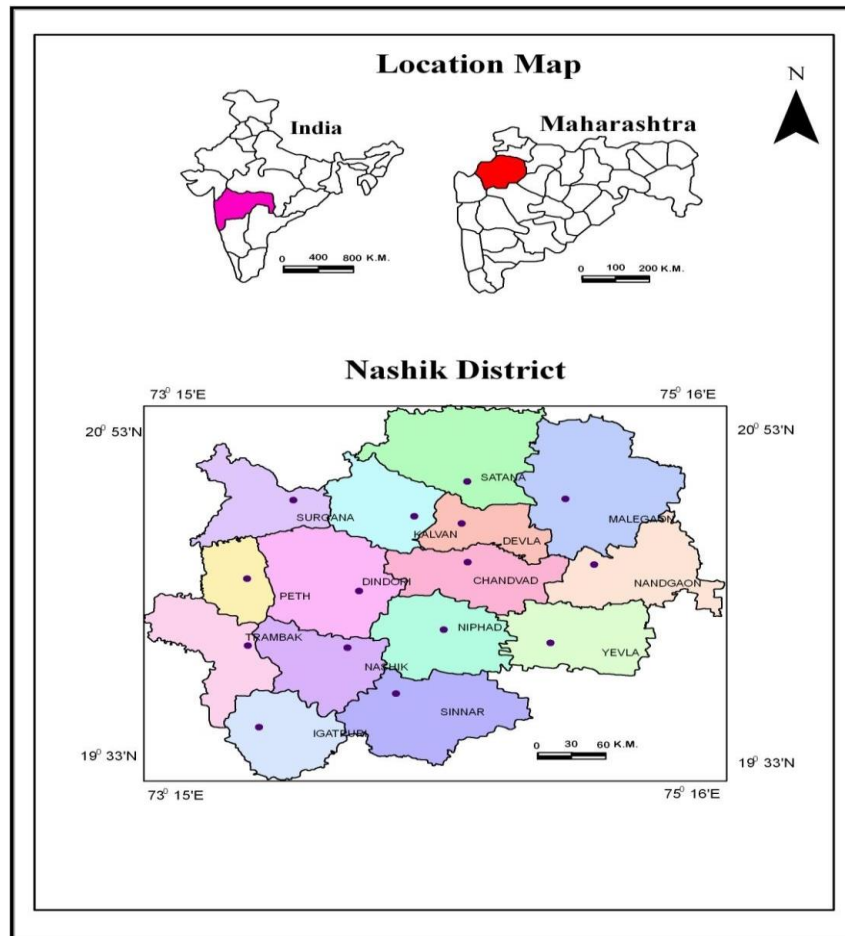 Location Map
N
India
Maharashtra
0 400 800 K.M.
0 100 200 K.M.
Nashik District
73⁰ 15'E
75⁰ 16'E
20⁰ 53'N
20⁰ 53'N
SATANA
SURGANA
MALEGAON
KALVAN
DEVLA
DINDORI
CHANDVAD
NANDGAON
PETH
NIPHAD
TRAMBAK
YEVLA
NASHIK
SINNAR
IGATPURI
0 30 60 K.M.
19⁰ 33'N
19⁰ 33'N
73⁰ 15'E
75⁰ 16'E